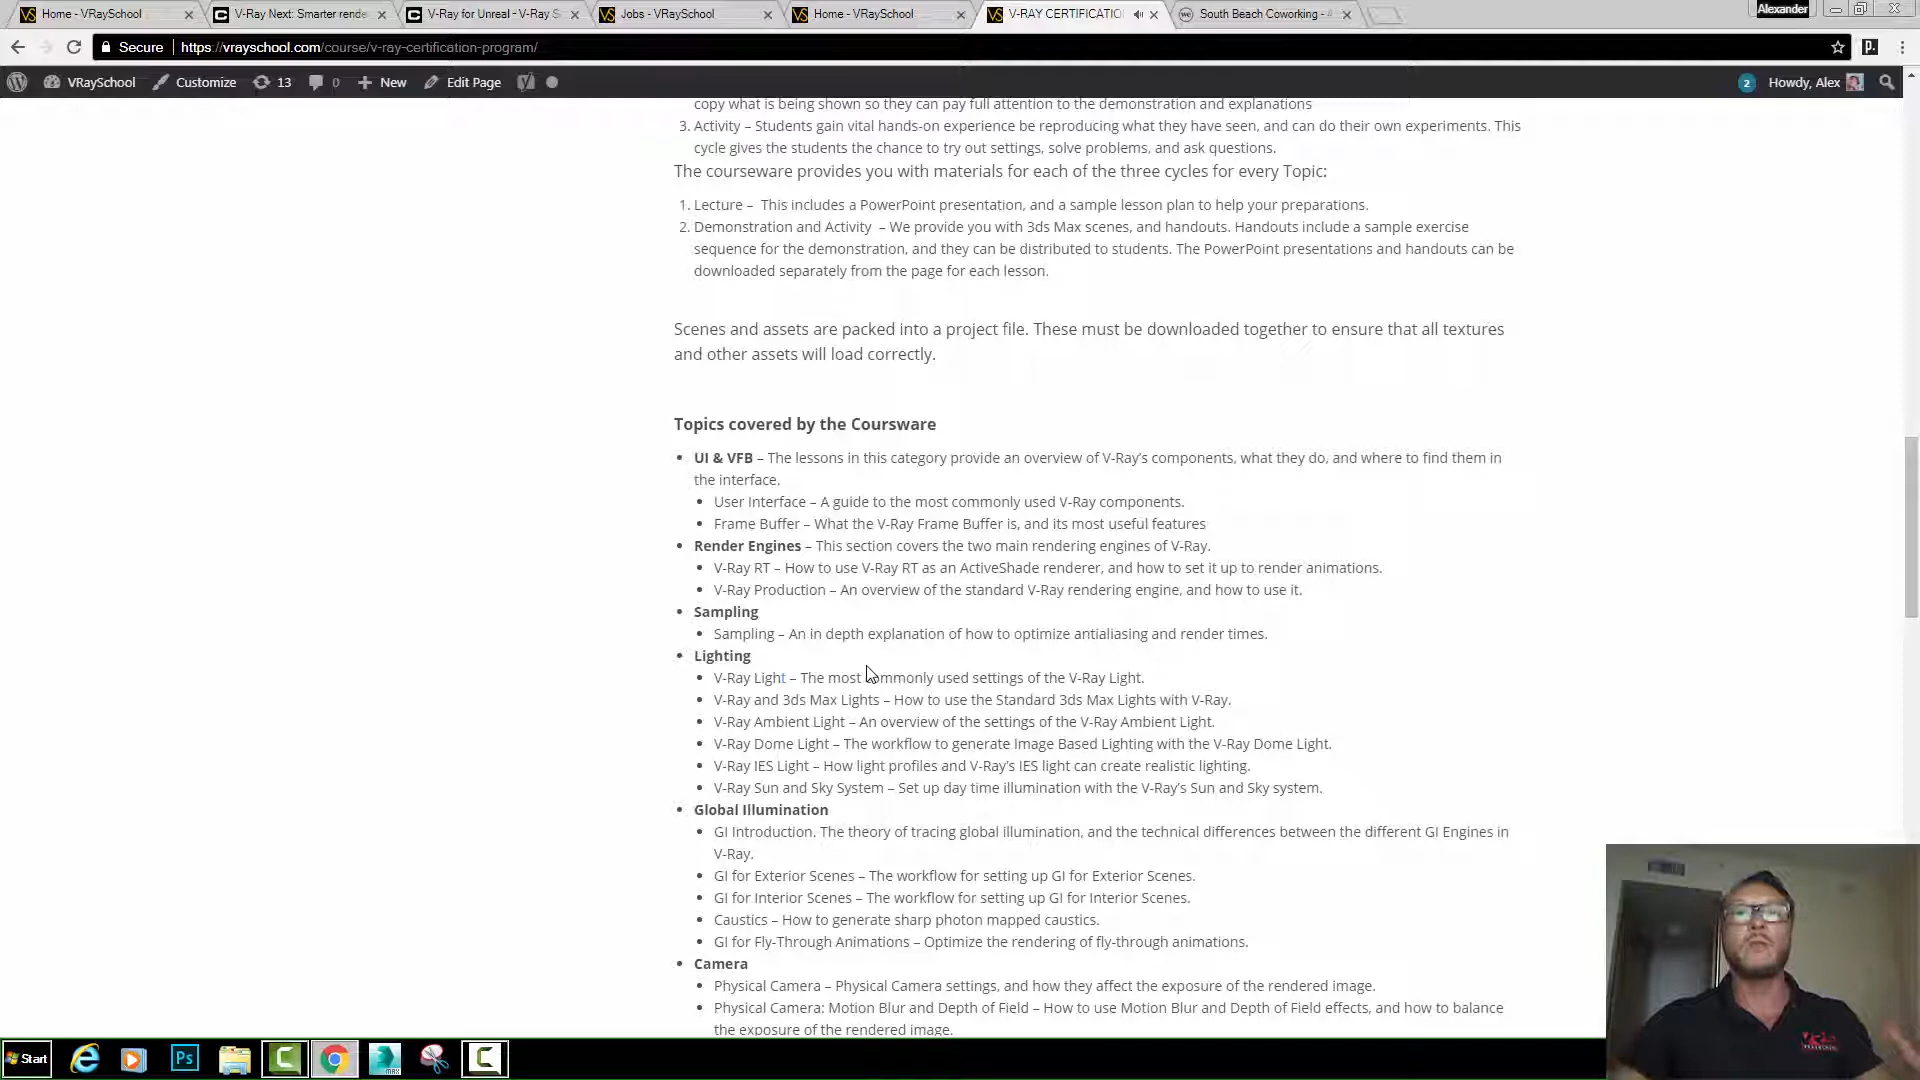 Home - VRaySchool
V-Ray Next: Smarter rende
V-Ray for Unreal - V-Ray S
Jobs - VRaySchool
Home - VRaySchool
V-RAY CERTIFICATIO
South Beach Coworking -
Alexander
Secure
https://vrayschool.com/course/v-ray-certification-program/
VRaySchool
Customize
13
0
New
Edit Page
2
Howdy, Alex
copy what is being shown so they can pay full attention to the demonstration and explanations
3. Activity – Students gain vital hands-on experience be reproducing what they have seen, and can do their own experiments. This
cycle gives the students the chance to try out settings, solve problems, and ask questions.
The courseware provides you with materials for each of the three cycles for every Topic:
1. Lecture – This includes a PowerPoint presentation, and a sample lesson plan to help your preparations.
2. Demonstration and Activity – We provide you with 3ds Max scenes, and handouts. Handouts include a sample exercise
sequence for the demonstration, and they can be distributed to students. The PowerPoint presentations and handouts can be
downloaded separately from the page for each lesson.
Scenes and assets are packed into a project file. These must be downloaded together to ensure that all textures
and other assets will load correctly.
Topics covered by the Coursware
UI & VFB – The lessons in this category provide an overview of V-Ray's components, what they do, and where to find them in
the interface.
User Interface – A guide to the most commonly used V-Ray components.
Frame Buffer – What the V-Ray Frame Buffer is, and its most useful features
Render Engines – This section covers the two main rendering engines of V-Ray.
V-Ray RT – How to use V-Ray RT as an ActiveShade renderer, and how to set it up to render animations.
V-Ray Production – An overview of the standard V-Ray rendering engine, and how to use it.
Sampling
Sampling – An in depth explanation of how to optimize antialiasing and render times.
Lighting
V-Ray Light – The most commonly used settings of the V-Ray Light.
V-Ray and 3ds Max Lights – How to use the Standard 3ds Max Lights with V-Ray.
V-Ray Ambient Light – An overview of the settings of the V-Ray Ambient Light.
V-Ray Dome Light – The workflow to generate Image Based Lighting with the V-Ray Dome Light.
V-Ray IES Light – How light profiles and V-Ray's IES light can create realistic lighting.
V-Ray Sun and Sky System – Set up day time illumination with the V-Ray's Sun and Sky system.
Global Illumination
GI Introduction. The theory of tracing global illumination, and the technical differences between the different GI Engines in
V-Ray.
GI for Exterior Scenes – The workflow for setting up GI for Exterior Scenes.
GI for Interior Scenes – The workflow for setting up GI for Interior Scenes.
Caustics – How to generate sharp photon mapped caustics.
GI for Fly-Through Animations – Optimize the rendering of fly-through animations.
Camera
Physical Camera – Physical Camera settings, and how they affect the exposure of the rendered image.
Physical Camera: Motion Blur and Depth of Field – How to use Motion Blur and Depth of Field effects, and how to balance
the exposure of the rendered image.
Start
Ps
MAX